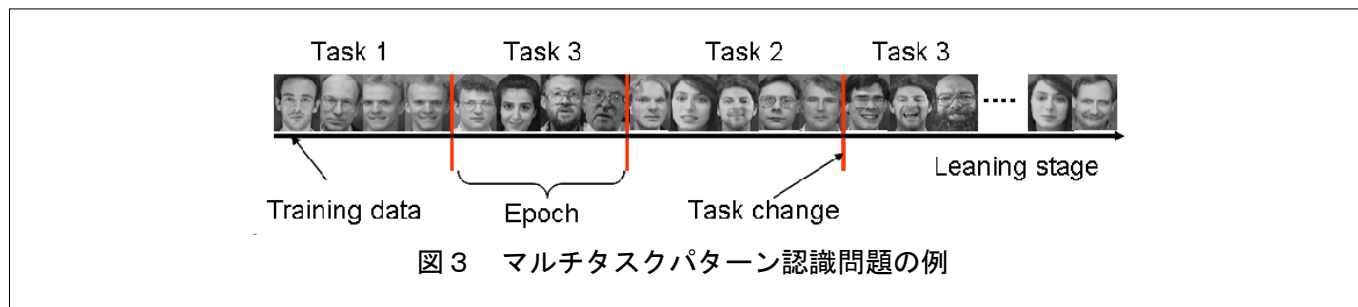 Task 1 Task 3 Task 2 Task 3
....
Leaning stage
Training data Epoch Task change
図3 マルチタスクパターン認識問題の例